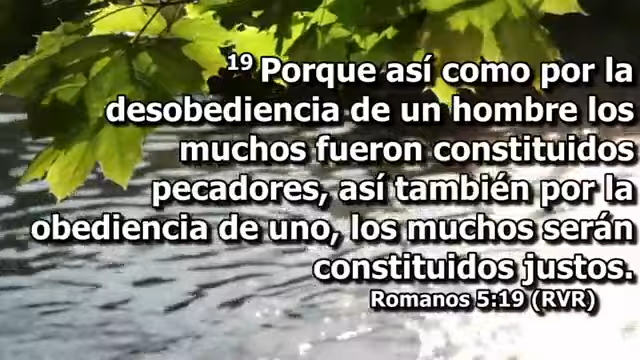 19 Porque así como por la
desobediencia de un hombre los
muchos fueron constituidos
pecadores, así también por la
obediencia de uno, los muchos serán
constituidos justos.
Romanos 5:19 (RVR)